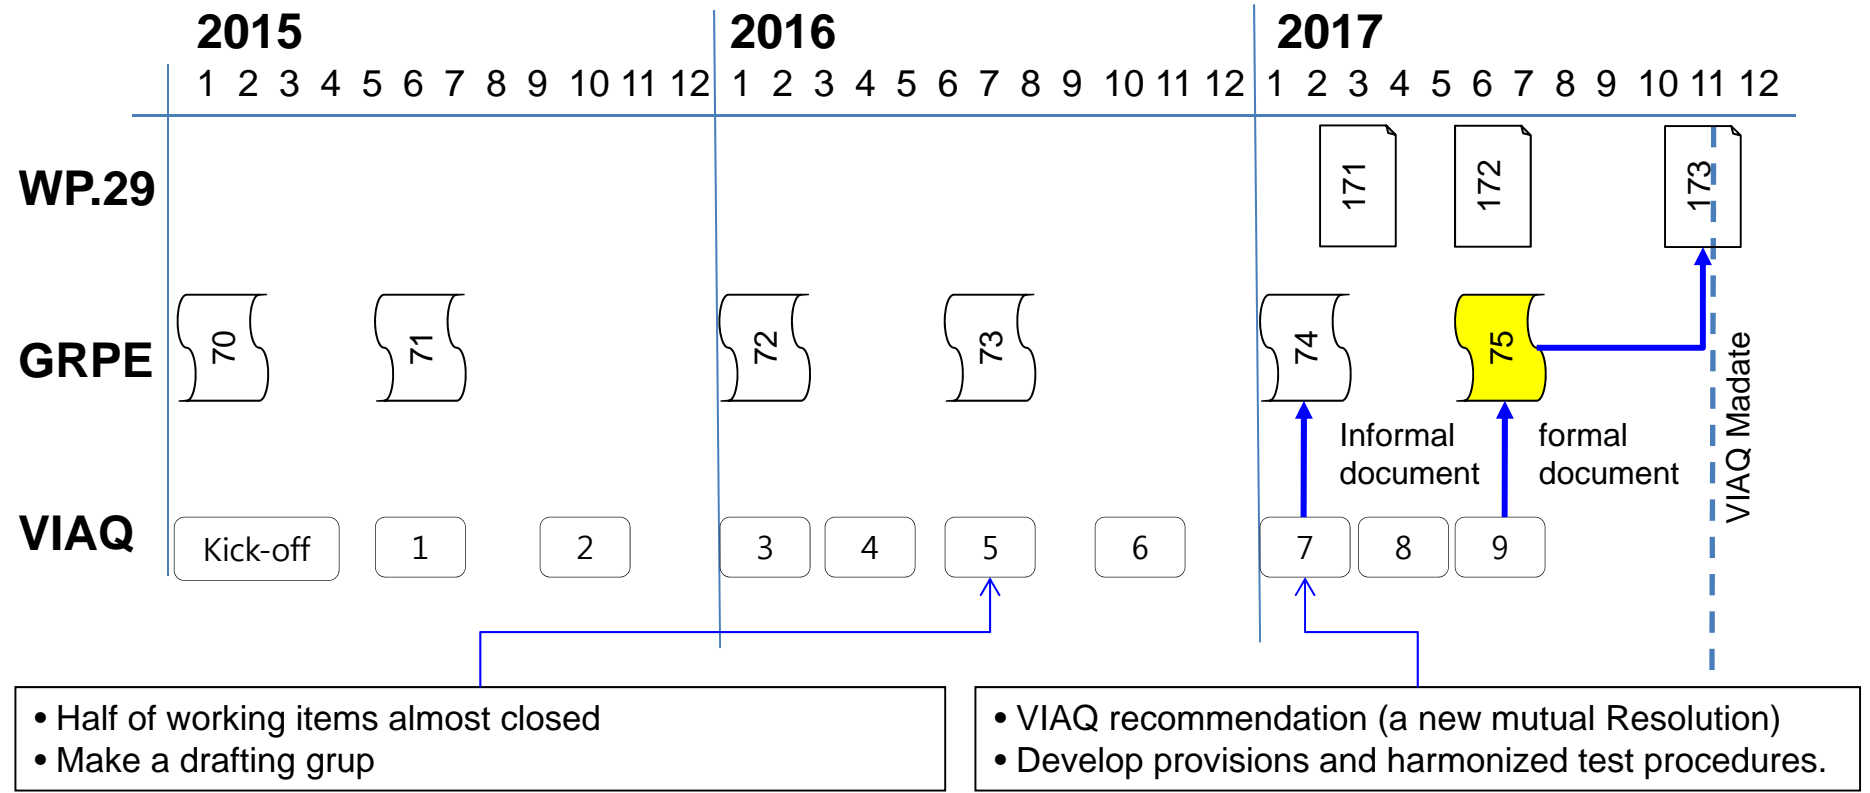 2015 2016 2017
1 2 3 4 5 6 7 8 9 10 11 12 1 2 3 4 5 6 7 8 9 10 11 12 1 2 3 4 5 6 7 8 9 10 11 12
WP.29 171 172 173
GRPE 70 71 72 73 74 75
VIAQ Madate
Informal
document
formal
document
VIAQ Kick-off 1 2 3 4 5 6 7 8 9
• Half of working items almost closed
• Make a drafting grup
• VIAQ recommendation (a new mutual Resolution)
• Develop provisions and harmonized test procedures.